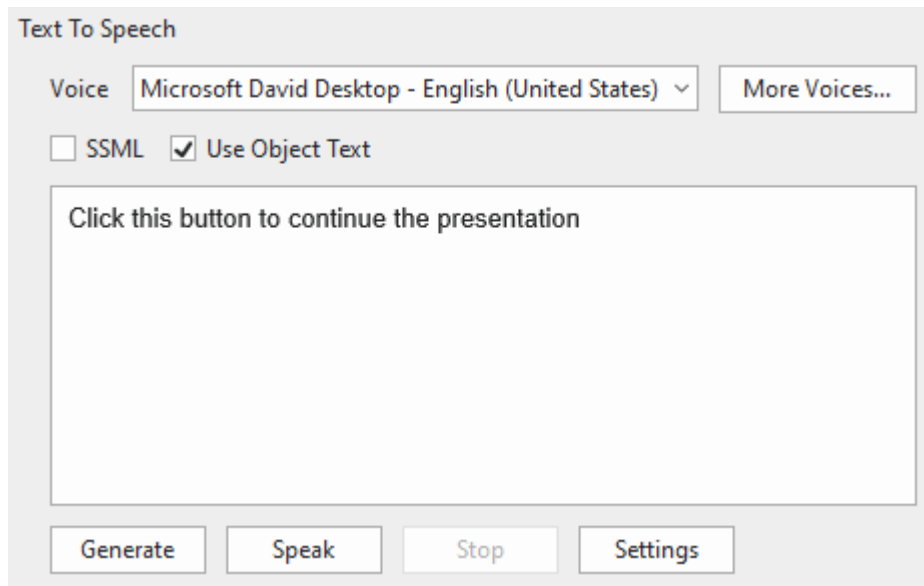 Text To Speech
Voice Microsoft David Desktop - English (United States) More Voices...
SSML Use Object Text
Click this button to continue the presentation
Generate Speak Stop Settings